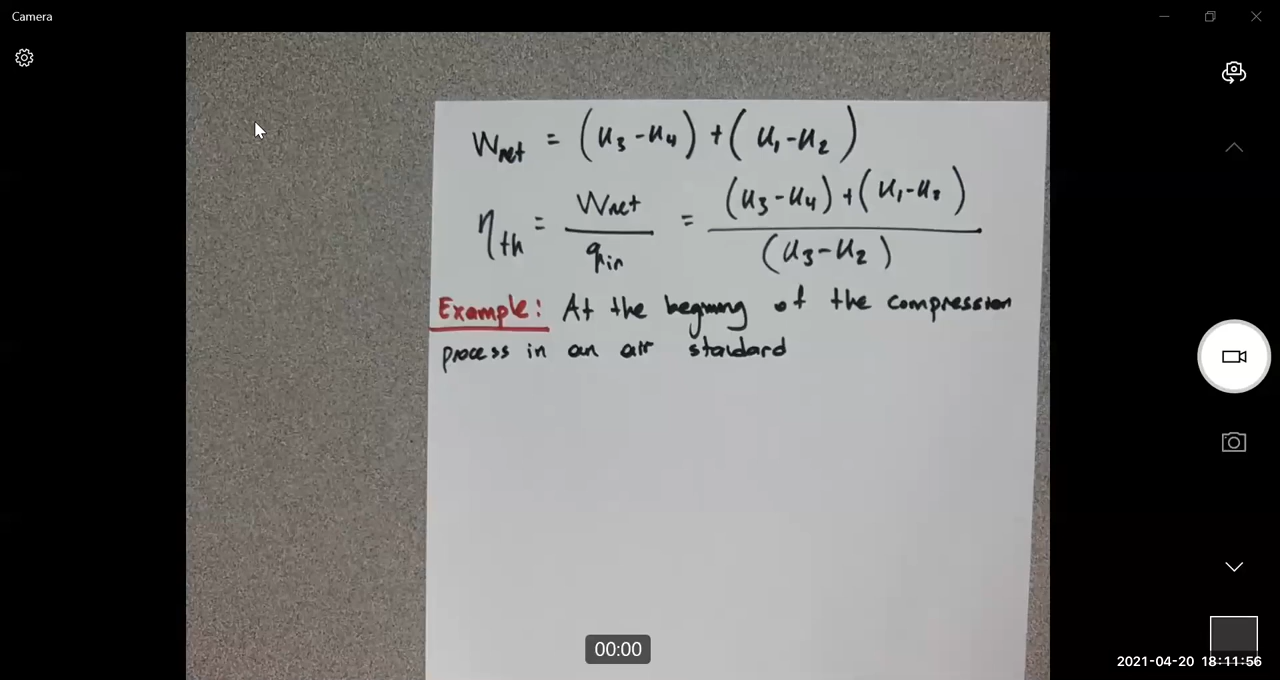 Camera
Wnet = (u3 - u4) + (u1 - u2)
ηth = Wnet / qin = (u3 - u4) + (u1 - u2) / (u3 - u2)
Example: At the begining of the compression
process in an air standard
00:00
2021-04-20 18:11:56